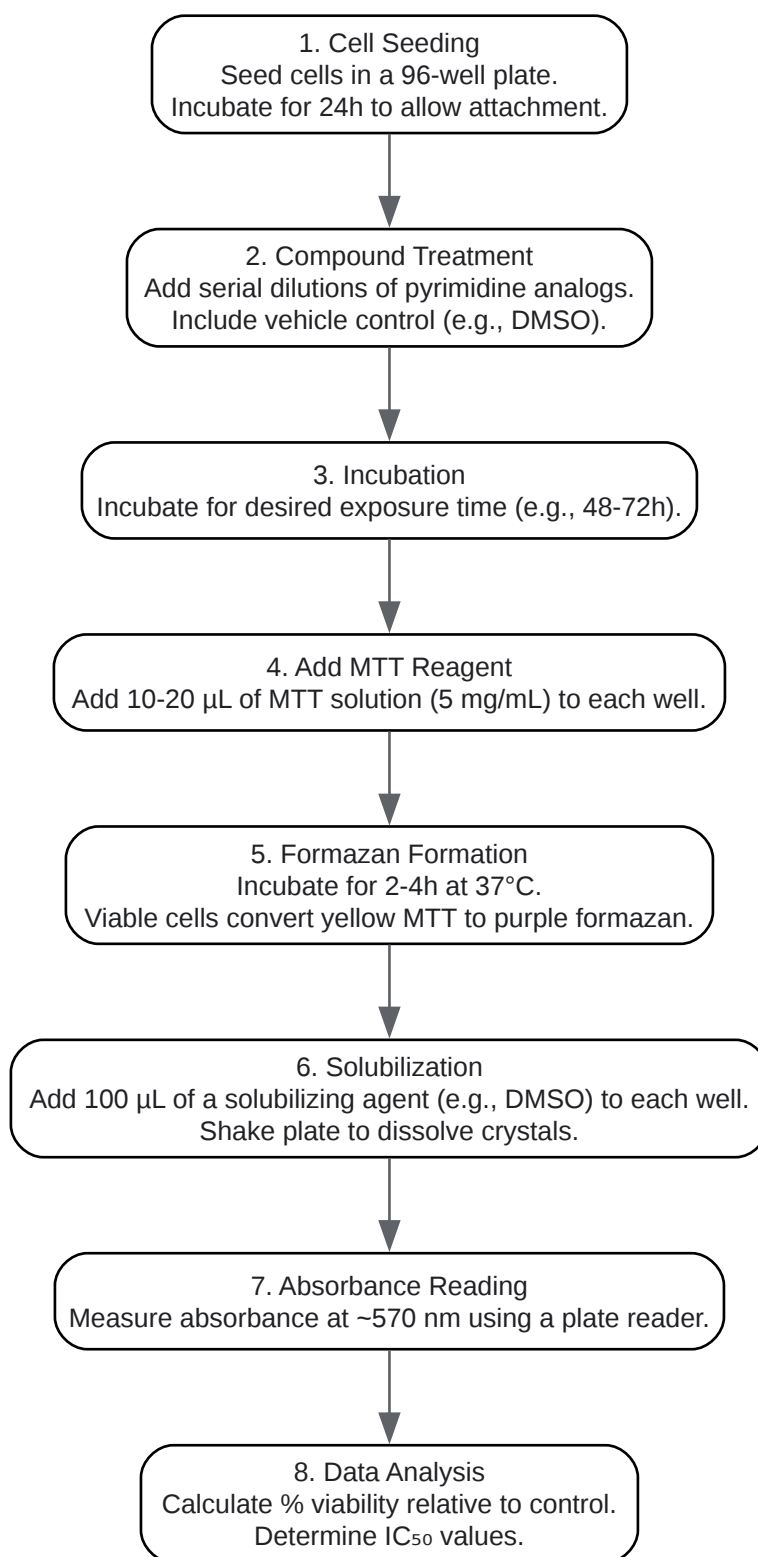 1. Cell Seeding
Seed cells in a 96-well plate.
Incubate for 24h to allow attachment.
2. Compound Treatment
Add serial dilutions of pyrimidine analogs.
Include vehicle control (e.g., DMSO).
3. Incubation
Incubate for desired exposure time (e.g., 48-72h).
4. Add MTT Reagent
Add 10-20 µL of MTT solution (5 mg/mL) to each well.
5. Formazan Formation
Incubate for 2-4h at 37°C.
Viable cells convert yellow MTT to purple formazan.
6. Solubilization
Add 100 µL of a solubilizing agent (e.g., DMSO) to each well.
Shake plate to dissolve crystals.
7. Absorbance Reading
Measure absorbance at ~570 nm using a plate reader.
8. Data Analysis
Calculate % viability relative to control.
Determine IC₅₀ values.